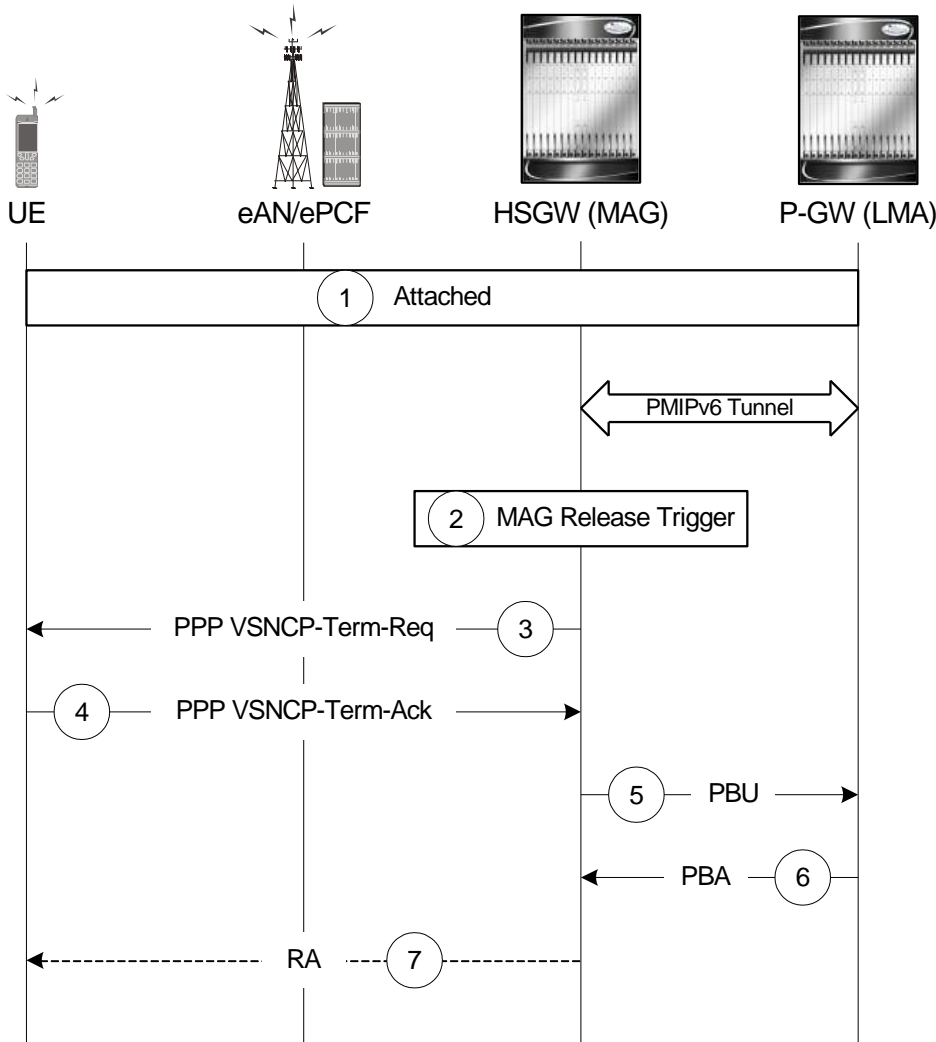 UE
eAN/ePCF
HSGW (MAG)
P-GW (LMA)
1 Attached
PMIPv6 Tunnel
2 MAG Release Trigger
PPP VSNCP-Term-Req 3
4 PPP VSNCP-Term-Ack
5 PBU
PBA 6
RA 7